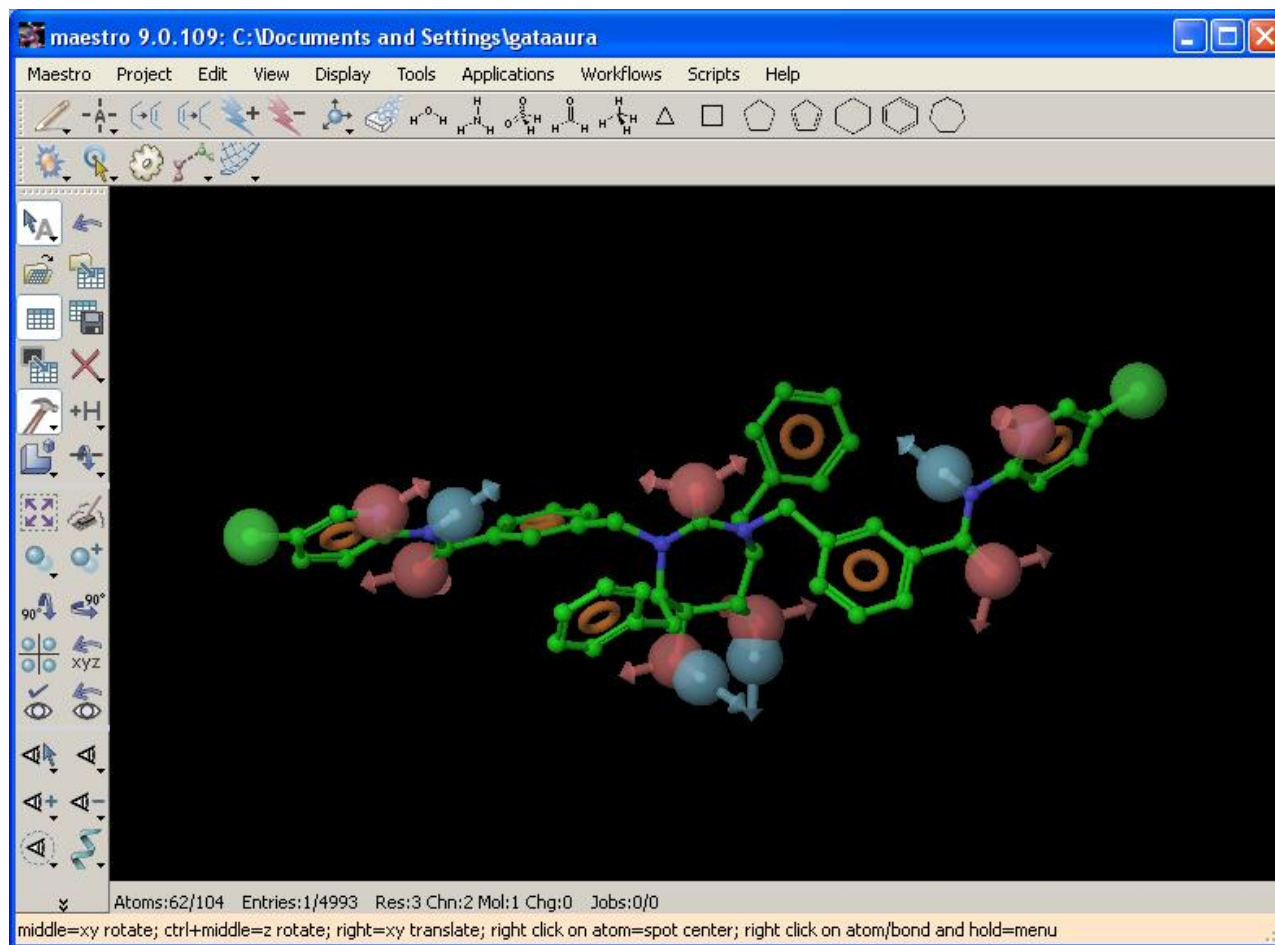 maestro 9.0.109: C:\Documents and Settings\gataaura
Maestro Project Edit View Display Tools Applications Workflows Scripts Help
A
+H
90° 90°
xyz
Atoms:62/104 Entries:1/4993 Res:3 Chn:2 Mol:1 Chg:0 Jobs:0/0
middle=xy rotate; ctrl+middle=z rotate; right=xy translate; right click on atom=spot center; right click on atom/bond and hold=menu